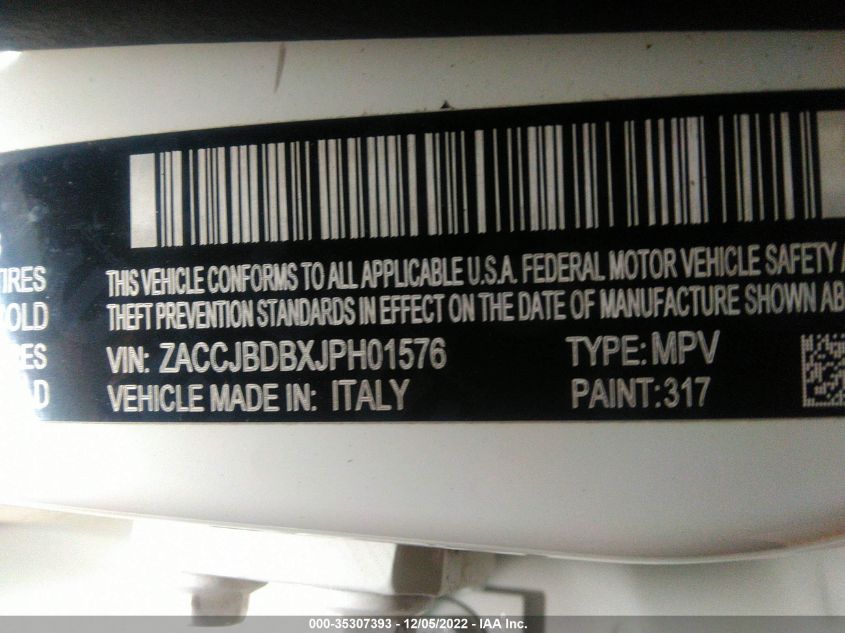 TIRES
OLD
ES
D
THIS VEHICLE CONFORMS TO ALL APPLICABLE U.S.A. FEDERAL MOTOR VEHICLE SAFETY A
THEFT PREVENTION STANDARDS IN EFFECT ON THE DATE OF MANUFACTURE SHOWN AB
VIN: ZACCJBDBXJPH01576 TYPE: MPV
VEHICLE MADE IN: ITALY PAINT: 317
000-35307393 - 12/05/2022 - IAA Inc.